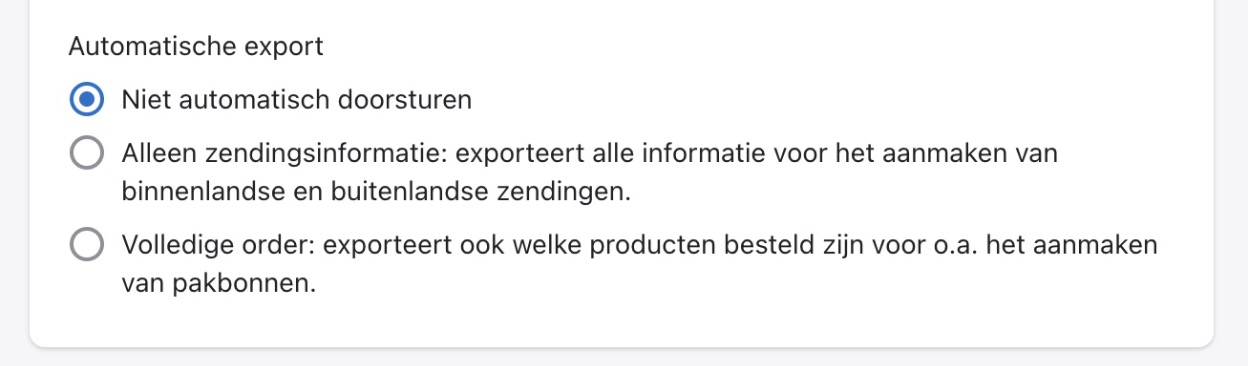 Automatische export
Niet automatisch doorsturen
Alleen zendingsinformatie: exporteert alle informatie voor het aanmaken van
binnenlandse en buitenlandse zendingen.
Volledige order: exporteert ook welke producten besteld zijn voor o.a. het aanmaken
van pakbonnen.